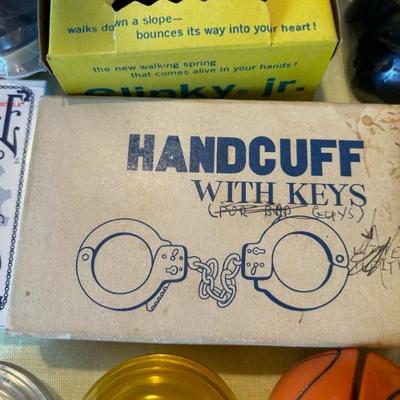 walks down a slope—
bounces its way into your heart!
the new walking spring
that comes alive in your hands!
Slinky® jr.
HANDCUFF
WITH KEYS
(FOR BAD GUYS)